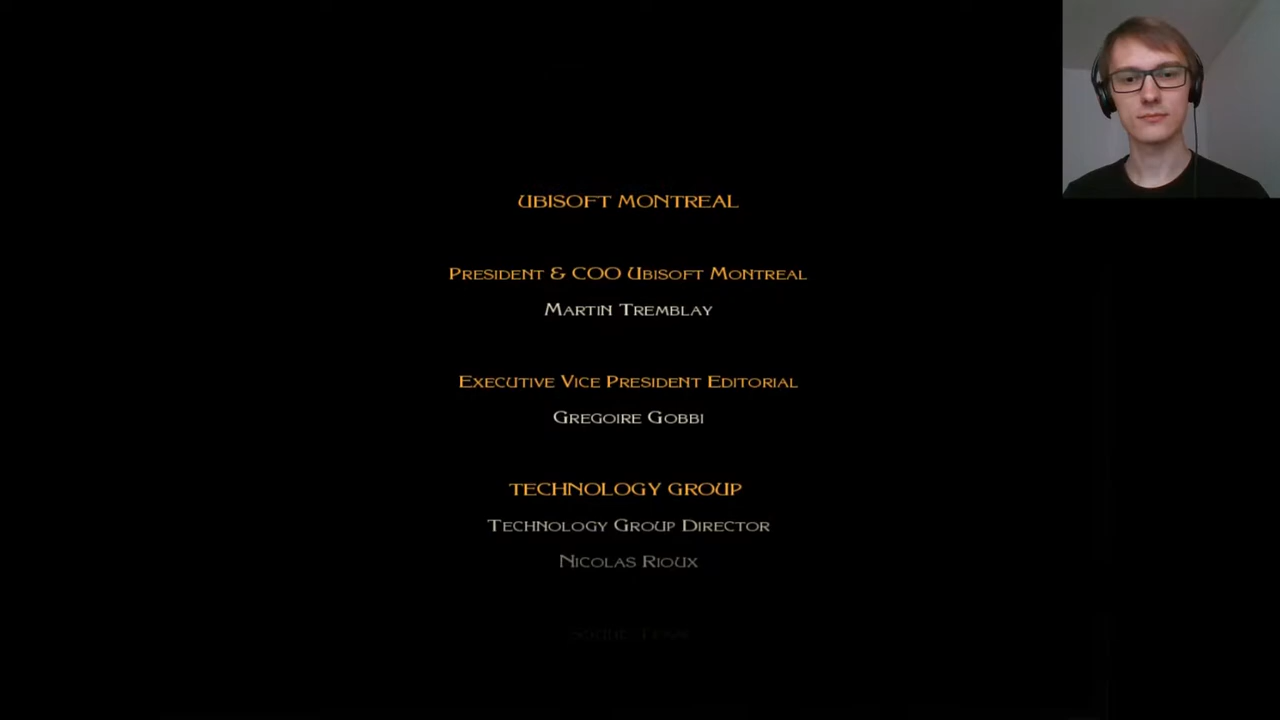 UBISOFT MONTREAL
PRESIDENT & COO UBISOFT MONTREAL
MARTIN TREMBLAY
EXECUTIVE VICE PRESIDENT EDITORIAL
GREGOIRE GOBBI
TECHNOLOGY GROUP
TECHNOLOGY GROUP DIRECTOR
NICOLAS RIOUX